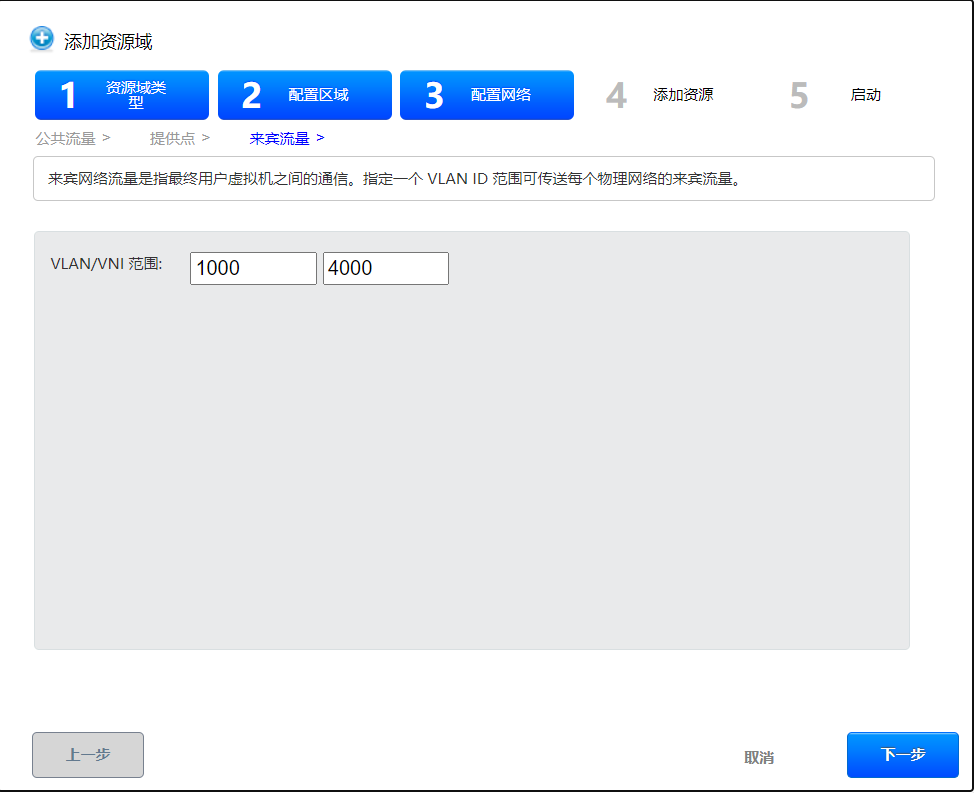 添加资源域
1 资源域类型 2 配置区域 3 配置网络 4 添加资源 5 启动
公共流量 > 提供点 > 来宾流量 >
来宾网络流量是指最终用户虚拟机之间的通信。指定一个 VLAN ID 范围可传送每个物理网络的来宾流量。
VLAN/VNI 范围: 1000 4000
上一步 取消 下一步